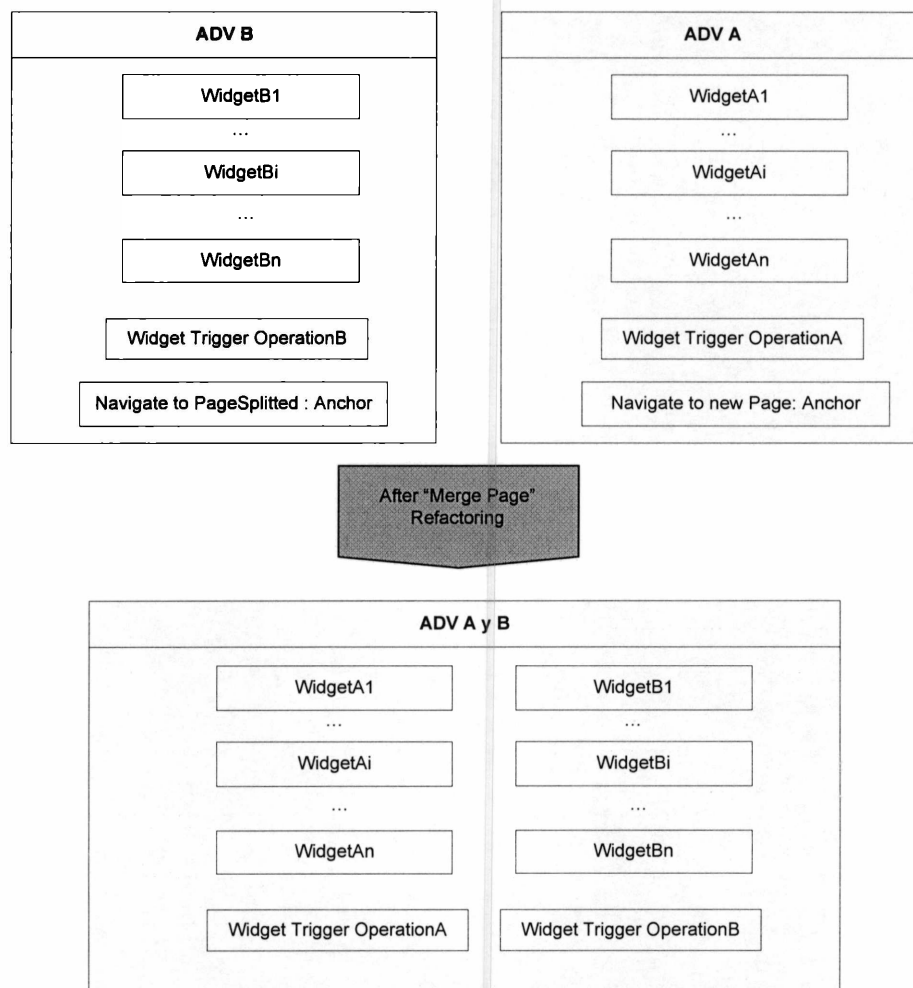 ADV B
WidgetB1
...
WidgetBi
...
WidgetBn
Widget Trigger OperationB
Navigate to PageSplitted : Anchor
ADV A
WidgetA1
...
WidgetAi
...
WidgetAn
Widget Trigger OperationA
Navigate to new Page: Anchor
After “Merge Page”
Refactoring
ADV A y B
WidgetA1
...
WidgetAi
...
WidgetAn
Widget Trigger OperationA
WidgetB1
...
WidgetBi
...
WidgetBn
Widget Trigger OperationB